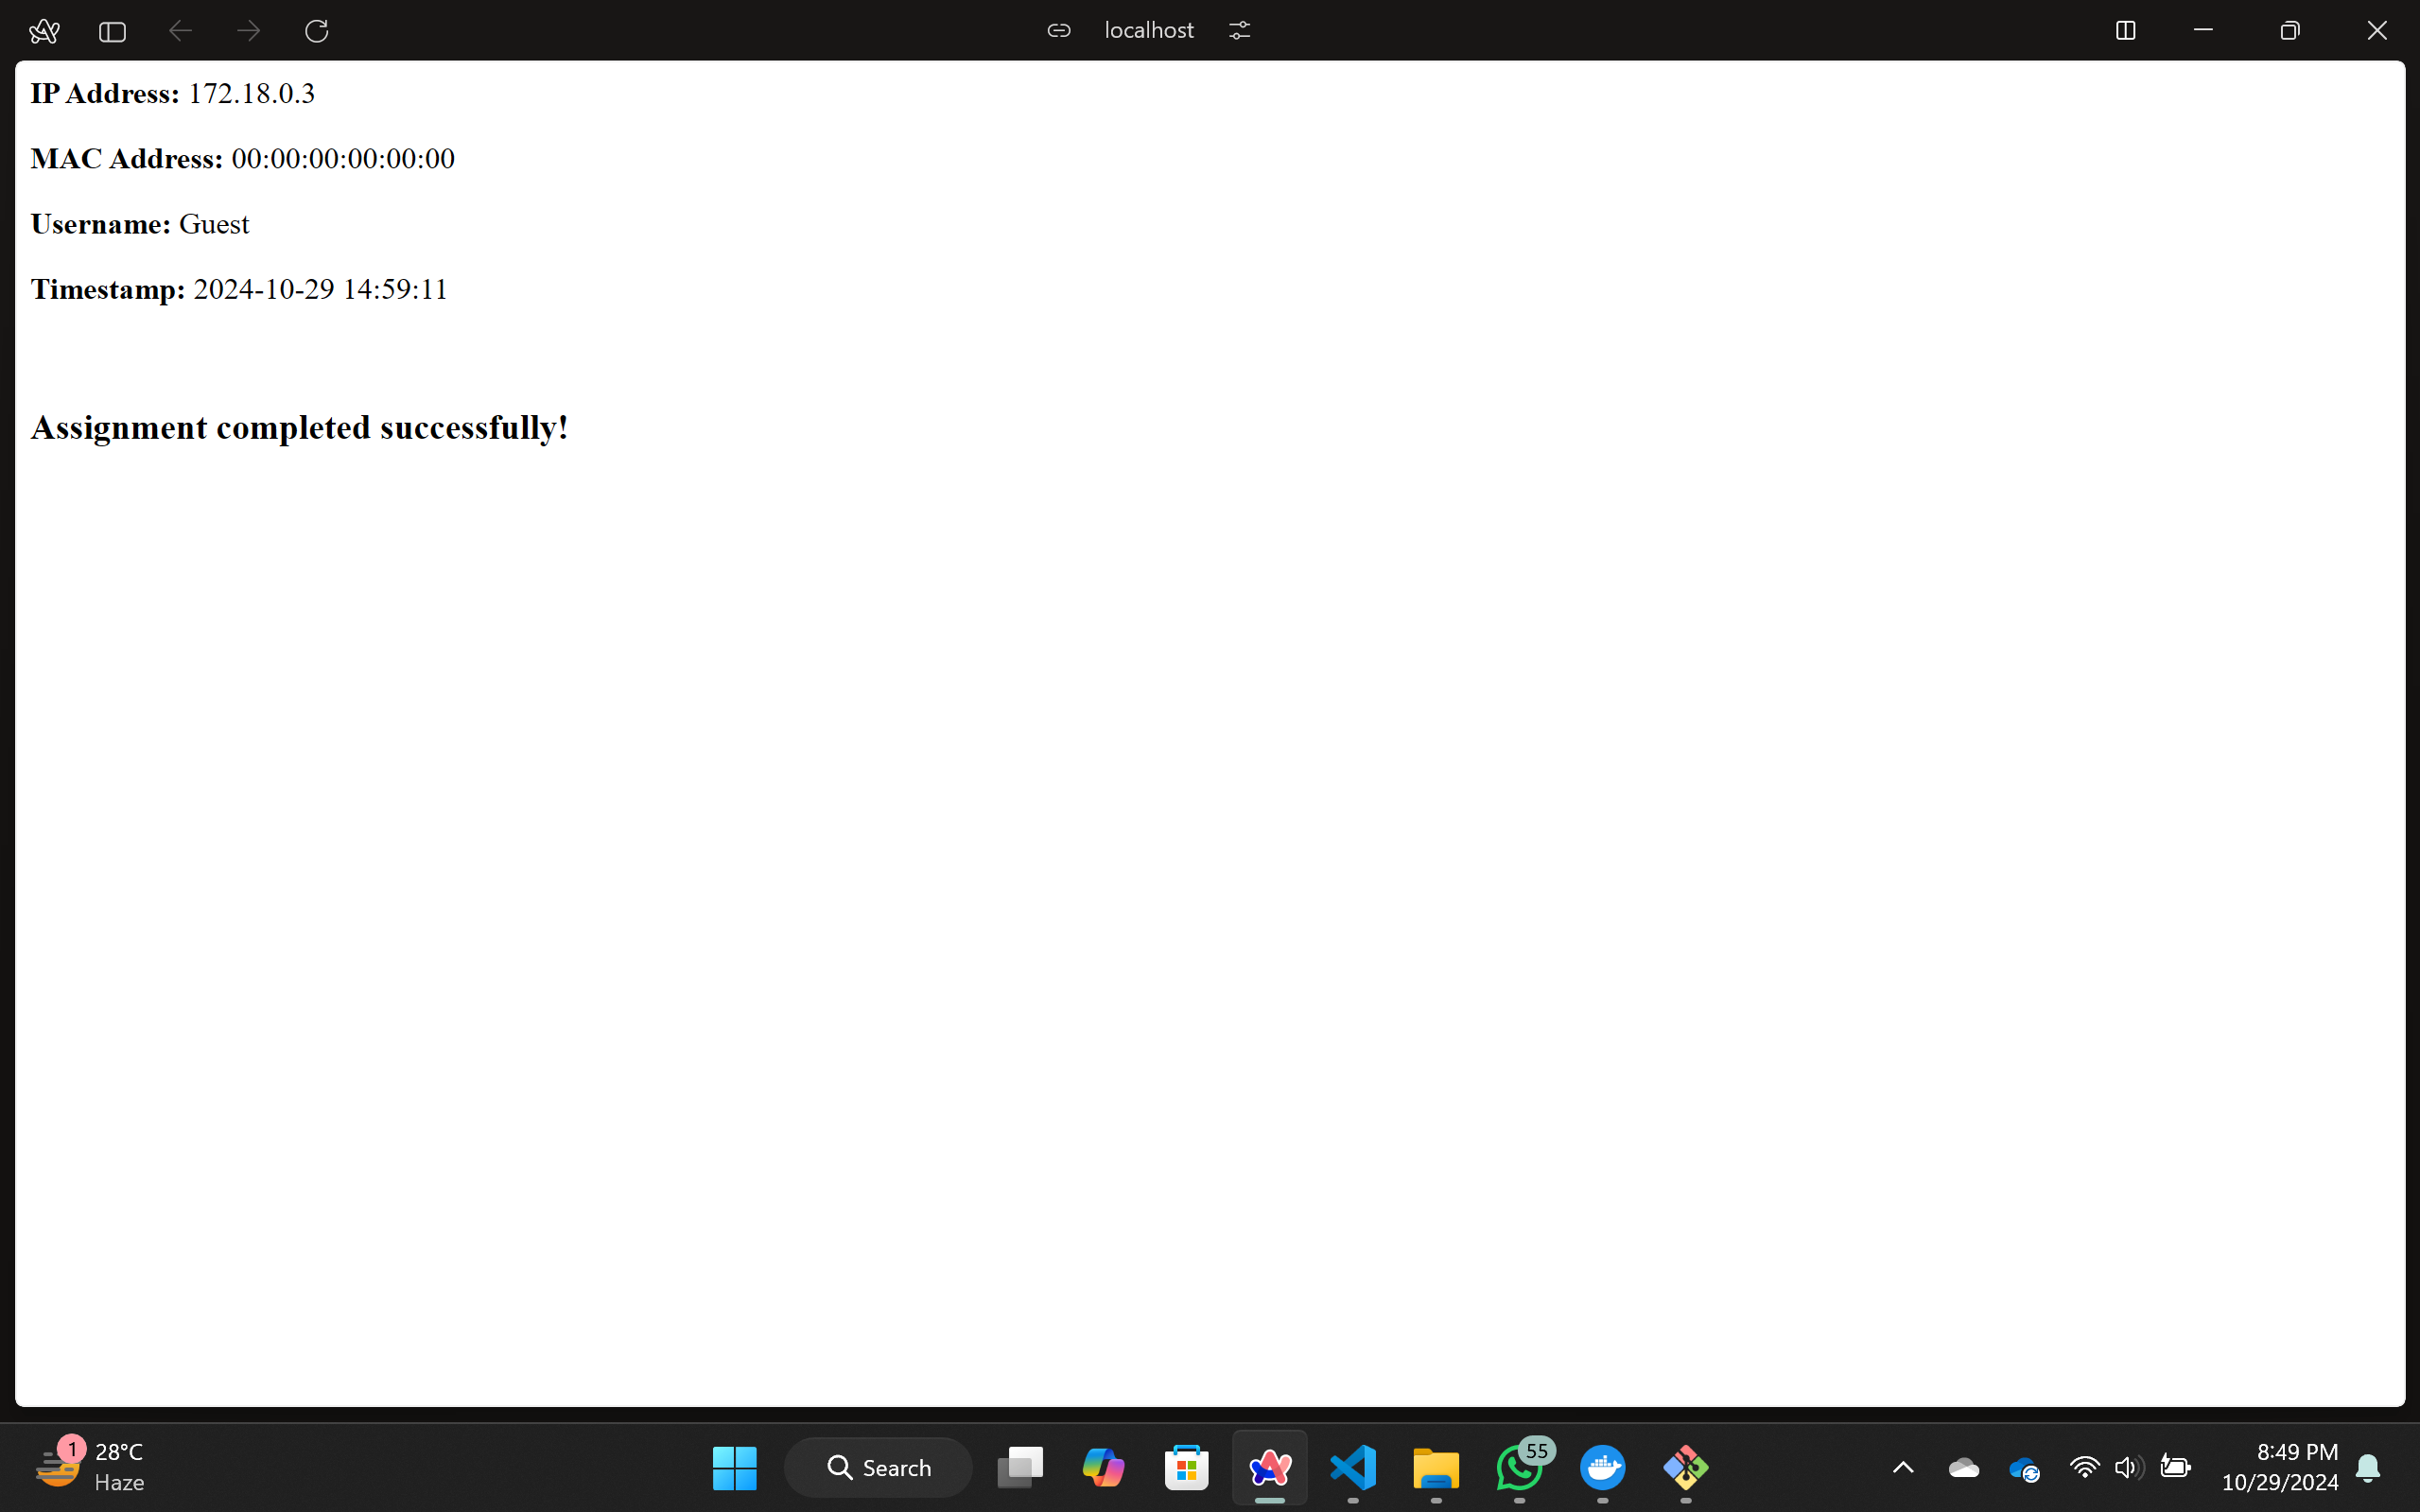 localhost
IP Address: 172.18.0.3
MAC Address: 00:00:00:00:00:00
Username: Guest
Timestamp: 2024-10-29 14:59:11
Assignment completed successfully!
1
28°C
Haze
Search
55
8:49 PM
10/29/2024